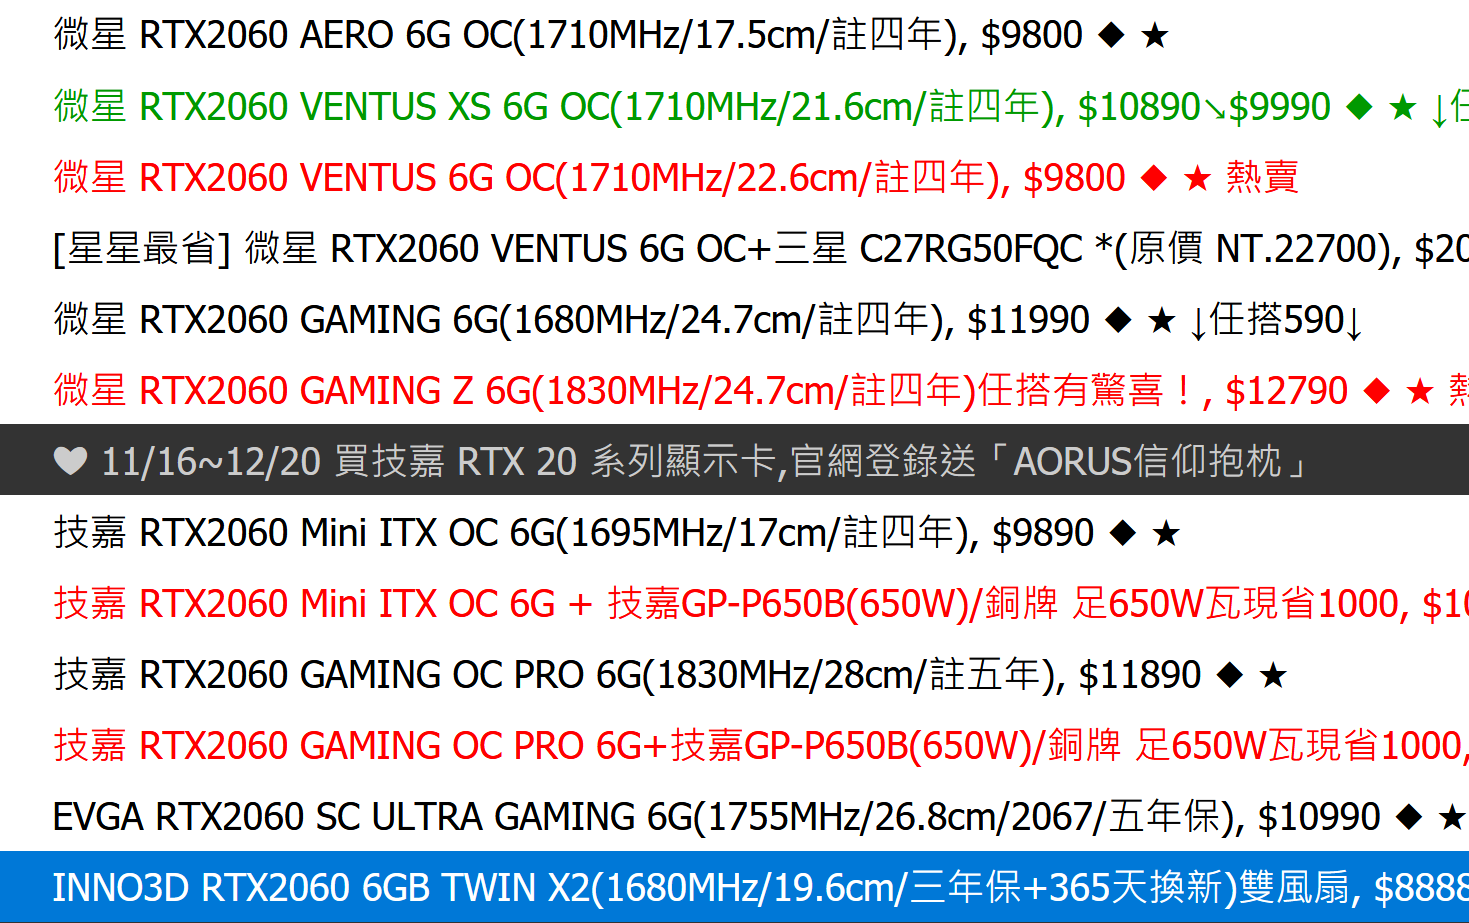 微星 RTX2060 AERO 6G OC(1710MHz/17.5cm/註四年), $9800 ◆ ★
微星 RTX2060 VENTUS XS 6G OC(1710MHz/21.6cm/註四年), $10890↘$9990 ◆ ★ ↓任
微星 RTX2060 VENTUS 6G OC(1710MHz/22.6cm/註四年), $9800 ◆ ★ 熱賣
[星星最省] 微星 RTX2060 VENTUS 6G OC+三星 C27RG50FQC *(原價 NT.22700), $20
微星 RTX2060 GAMING 6G(1680MHz/24.7cm/註四年), $11990 ◆ ★ ↓任搭590↓
微星 RTX2060 GAMING Z 6G(1830MHz/24.7cm/註四年)任搭有驚喜！, $12790 ◆ ★ 熱
♥ 11/16~12/20 買技嘉 RTX 20 系列顯示卡,官網登錄送「AORUS信仰抱枕」
技嘉 RTX2060 Mini ITX OC 6G(1695MHz/17cm/註四年), $9890 ◆ ★
技嘉 RTX2060 Mini ITX OC 6G + 技嘉GP-P650B(650W)/銅牌 足650W瓦現省1000, $10
技嘉 RTX2060 GAMING OC PRO 6G(1830MHz/28cm/註五年), $11890 ◆ ★
技嘉 RTX2060 GAMING OC PRO 6G+技嘉GP-P650B(650W)/銅牌 足650W瓦現省1000,
EVGA RTX2060 SC ULTRA GAMING 6G(1755MHz/26.8cm/2067/五年保), $10990 ◆ ★
INNO3D RTX2060 6GB TWIN X2(1680MHz/19.6cm/三年保+365天換新)雙風扇, $8888